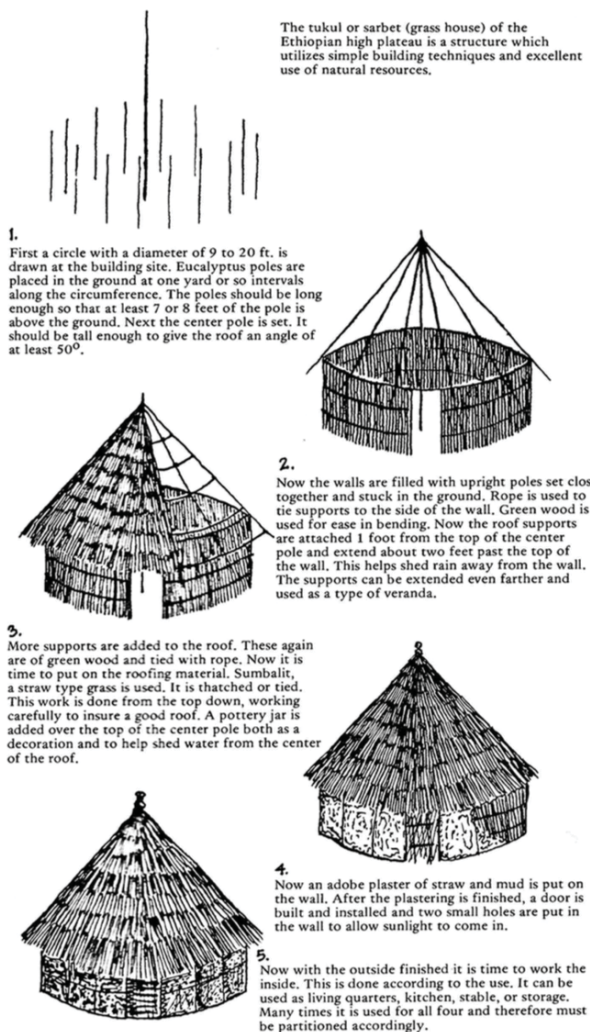 The tukul or sarbet (grass house) of the
Ethiopian high plateau is a structure which
utilizes simple building techniques and excellent
use of natural resources.
1.
First a circle with a diameter of 9 to 20 ft. is
drawn at the building site. Eucalyptus poles are
placed in the ground at one yard or so intervals
along the circumference. The poles should be long
enough so that at least 7 or 8 feet of the pole is
above the ground. Next the center pole is set. It
should be tall enough to give the roof an angle of
at least 50°.
2.
Now the walls are filled with upright poles set clos
together and stuck in the ground. Rope is used to
tie supports to the side of the wall. Green wood is
used for ease in bending. Now the roof supports
are attached 1 foot from the top of the center
pole and extend about two feet past the top of
the wall. This helps shed rain away from the wall.
The supports can be extended even farther and
used as a type of veranda.
3.
More supports are added to the roof. These again
are of green wood and tied with rope. Now it is
time to put on the roofing material. Sumbalit,
a straw type grass is used. It is thatched or tied.
This work is done from the top down, working
carefully to insure a good roof. A pottery jar is
added over the top of the center pole both as a
decoration and to help shed water from the center
of the roof.
4.
Now an adobe plaster of straw and mud is put on
the wall. After the plastering is finished, a door is
built and installed and two small holes are put in
the wall to allow sunlight to come in.
5.
Now with the outside finished it is time to work the
inside. This is done according to the use. It can be
used as living quarters, kitchen, stable, or storage.
Many times it is used for all four and therefore must
be partitioned accordingly.